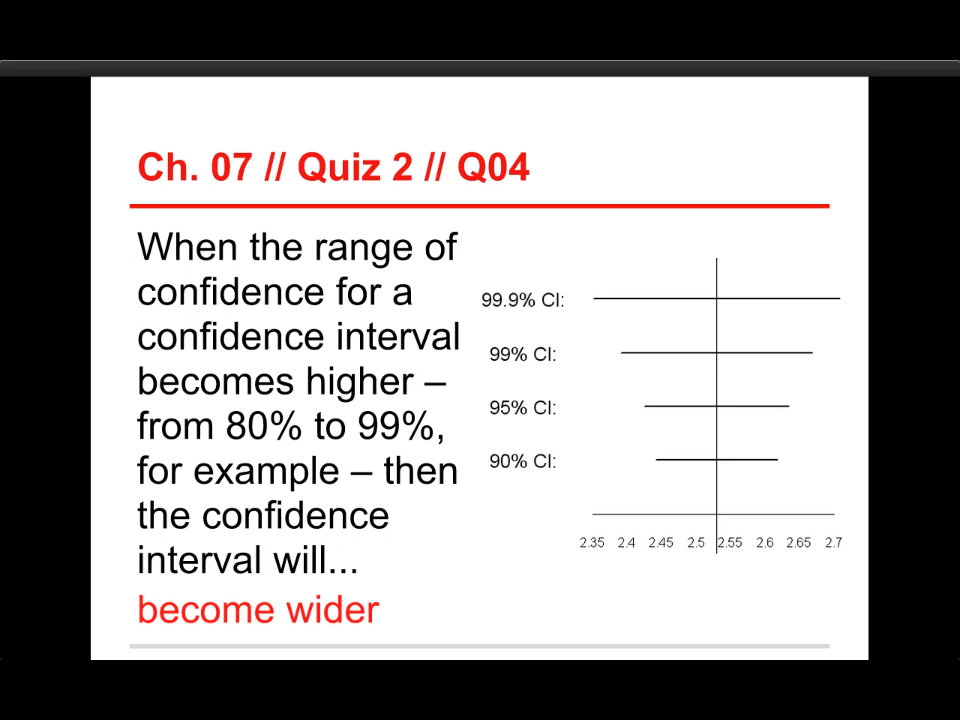 Ch. 07 // Quiz 2 // Q04
When the range of
confidence for a
confidence interval
becomes higher –
from 80% to 99%,
for example – then
the confidence
interval will...
become wider
99.9% CI:
99% CI:
95% CI:
90% CI:
2.35 2.4 2.45 2.5 2.55 2.6 2.65 2.7